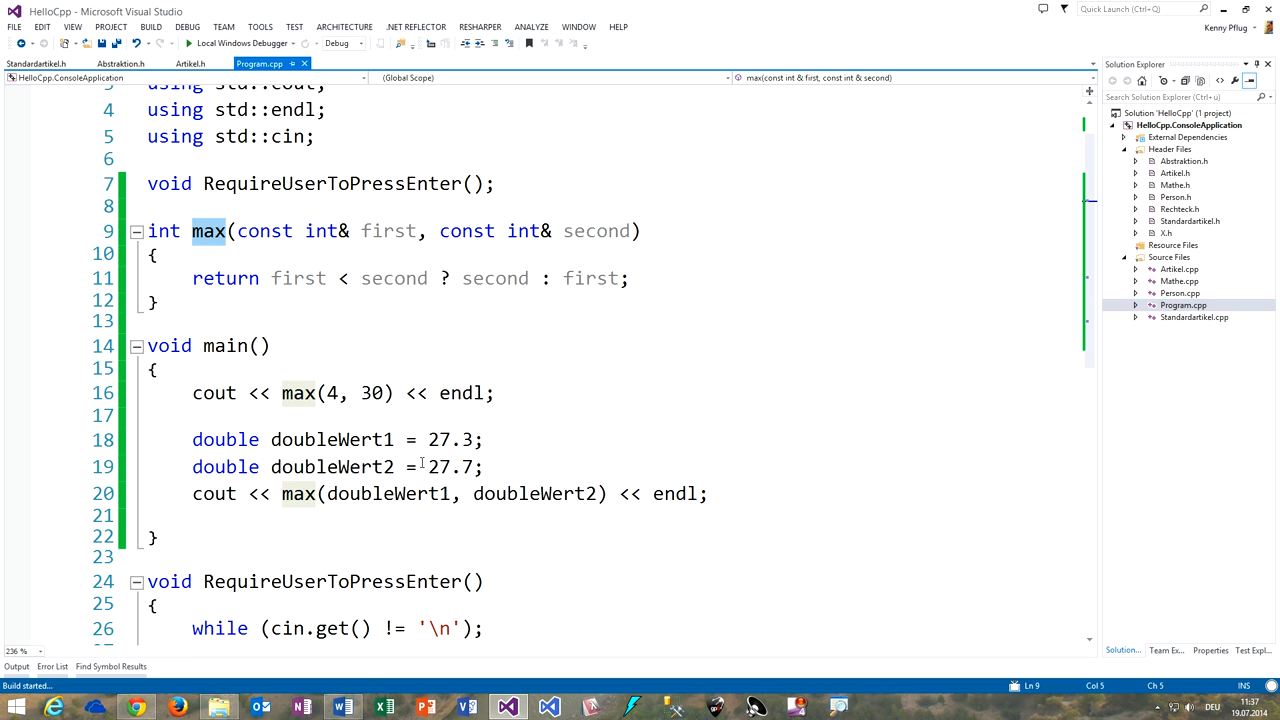 HelloCpp - Microsoft Visual Studio
Quick Launch (Ctrl+Q)
FILE EDIT VIEW PROJECT BUILD DEBUG TEAM TOOLS TEST ARCHITECTURE .NET REFLECTOR RESHARPER ANALYZE WINDOW HELP
Kenny Pflug
Local Windows Debugger Debug
Standardartikel.h Abstraktion.h Artikel.h Program.cpp
HelloCpp.ConsoleApplication (Global Scope) max(const int & first, const int & second)
3 using std::cout;
4 using std::endl;
5 using std::cin;
6
7 void RequireUserToPressEnter();
8
9 int max(const int& first, const int& second)
10 {
11 return first < second ? second : first;
12 }
13
14 void main()
15 {
16 cout << max(4, 30) << endl;
17
18 double doubleWert1 = 27.3;
19 double doubleWert2 = 27.7;
20 cout << max(doubleWert1, doubleWert2) << endl;
21
22 }
23
24 void RequireUserToPressEnter()
25 {
26 while (cin.get() != '\n');
236 %
Solution Explorer
Search Solution Explorer (Ctrl+ü)
Solution 'HelloCpp' (1 project)
HelloCpp.ConsoleApplication
External Dependencies
Header Files
Abstraktion.h
Artikel.h
Mathe.h
Person.h
Rechteck.h
Standardartikel.h
X.h
Resource Files
Source Files
Artikel.cpp
Mathe.cpp
Person.cpp
Program.cpp
Standardartikel.cpp
Solution... Team Ex... Properties Test Expl...
Output Error List Find Symbol Results
Build started... Ln 9 Col 5 Ch 5 INS
DEU
11:37
19.07.2014